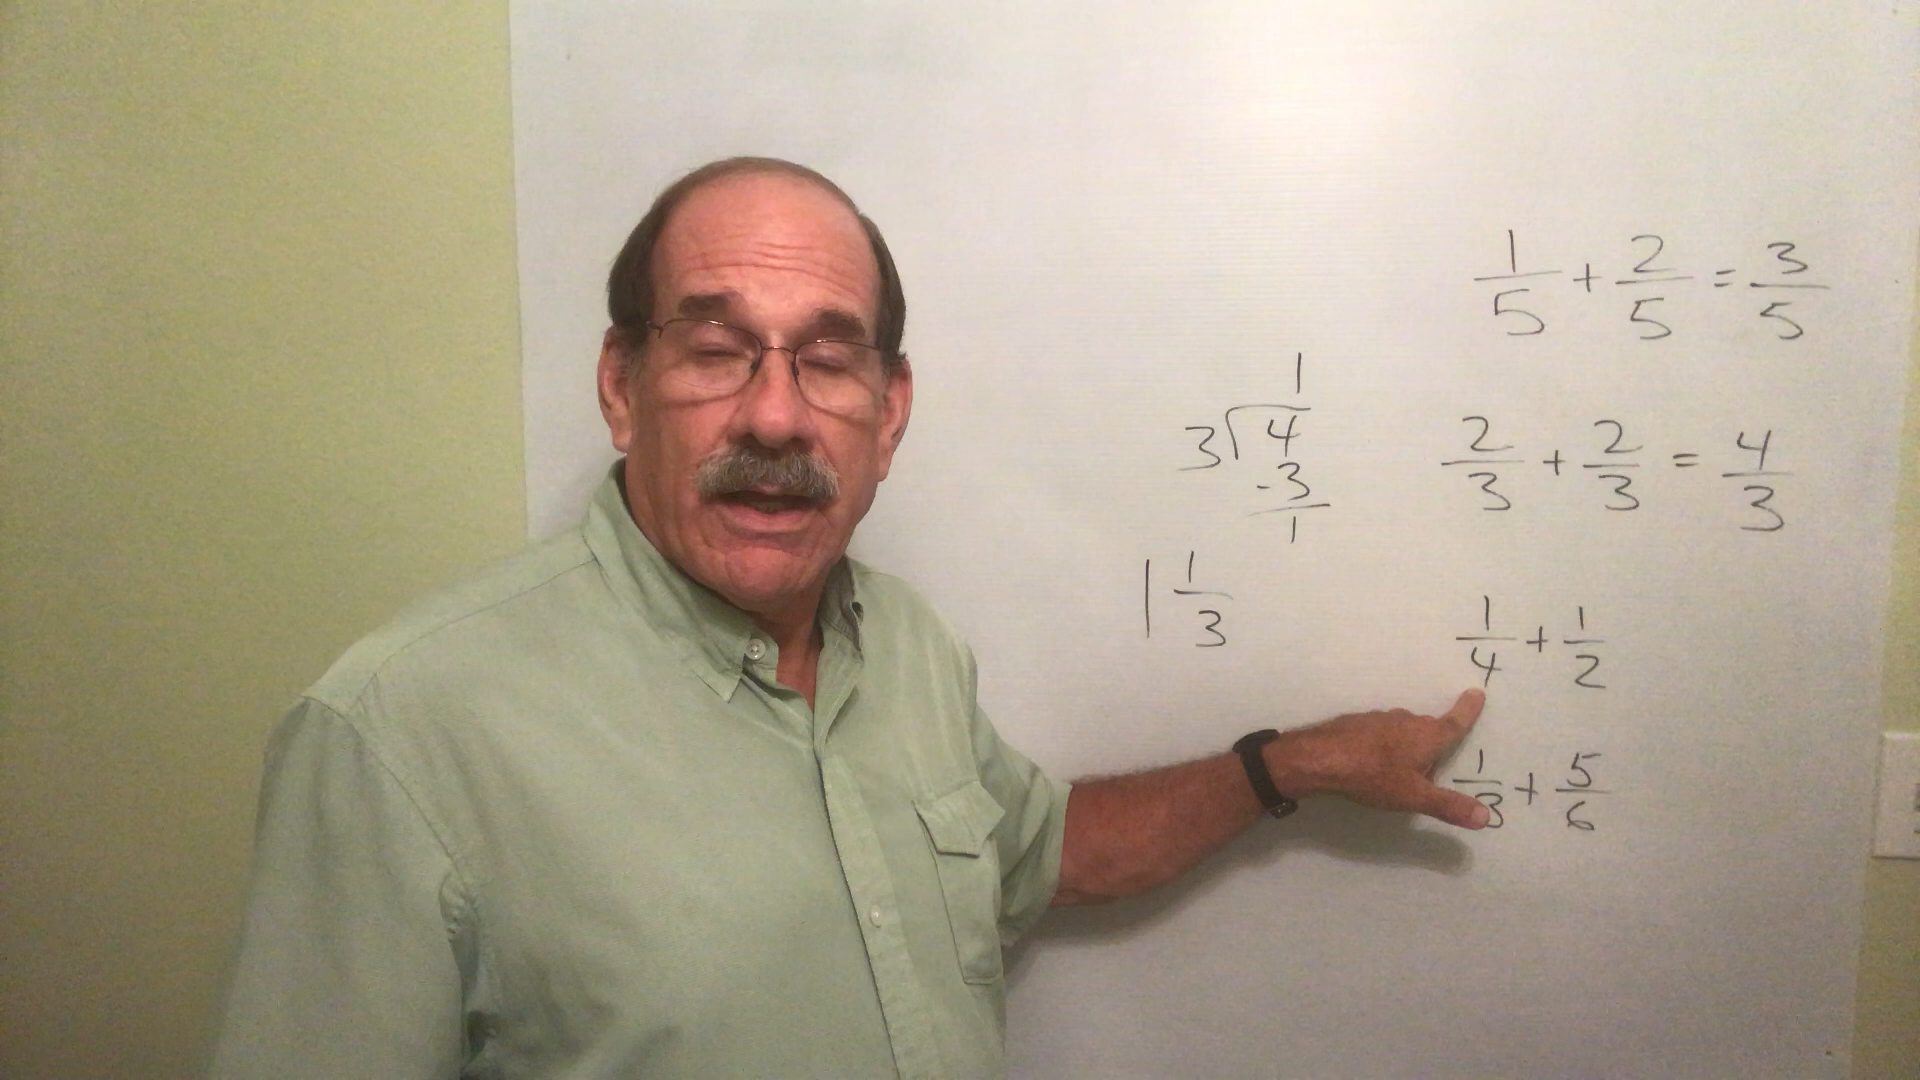 1/5 + 2/5 = 3/5
1
3√4
-3
1
2/3 + 2/3 = 4/3
1 1/3
1/4 + 1/2
1/3 + 5/6